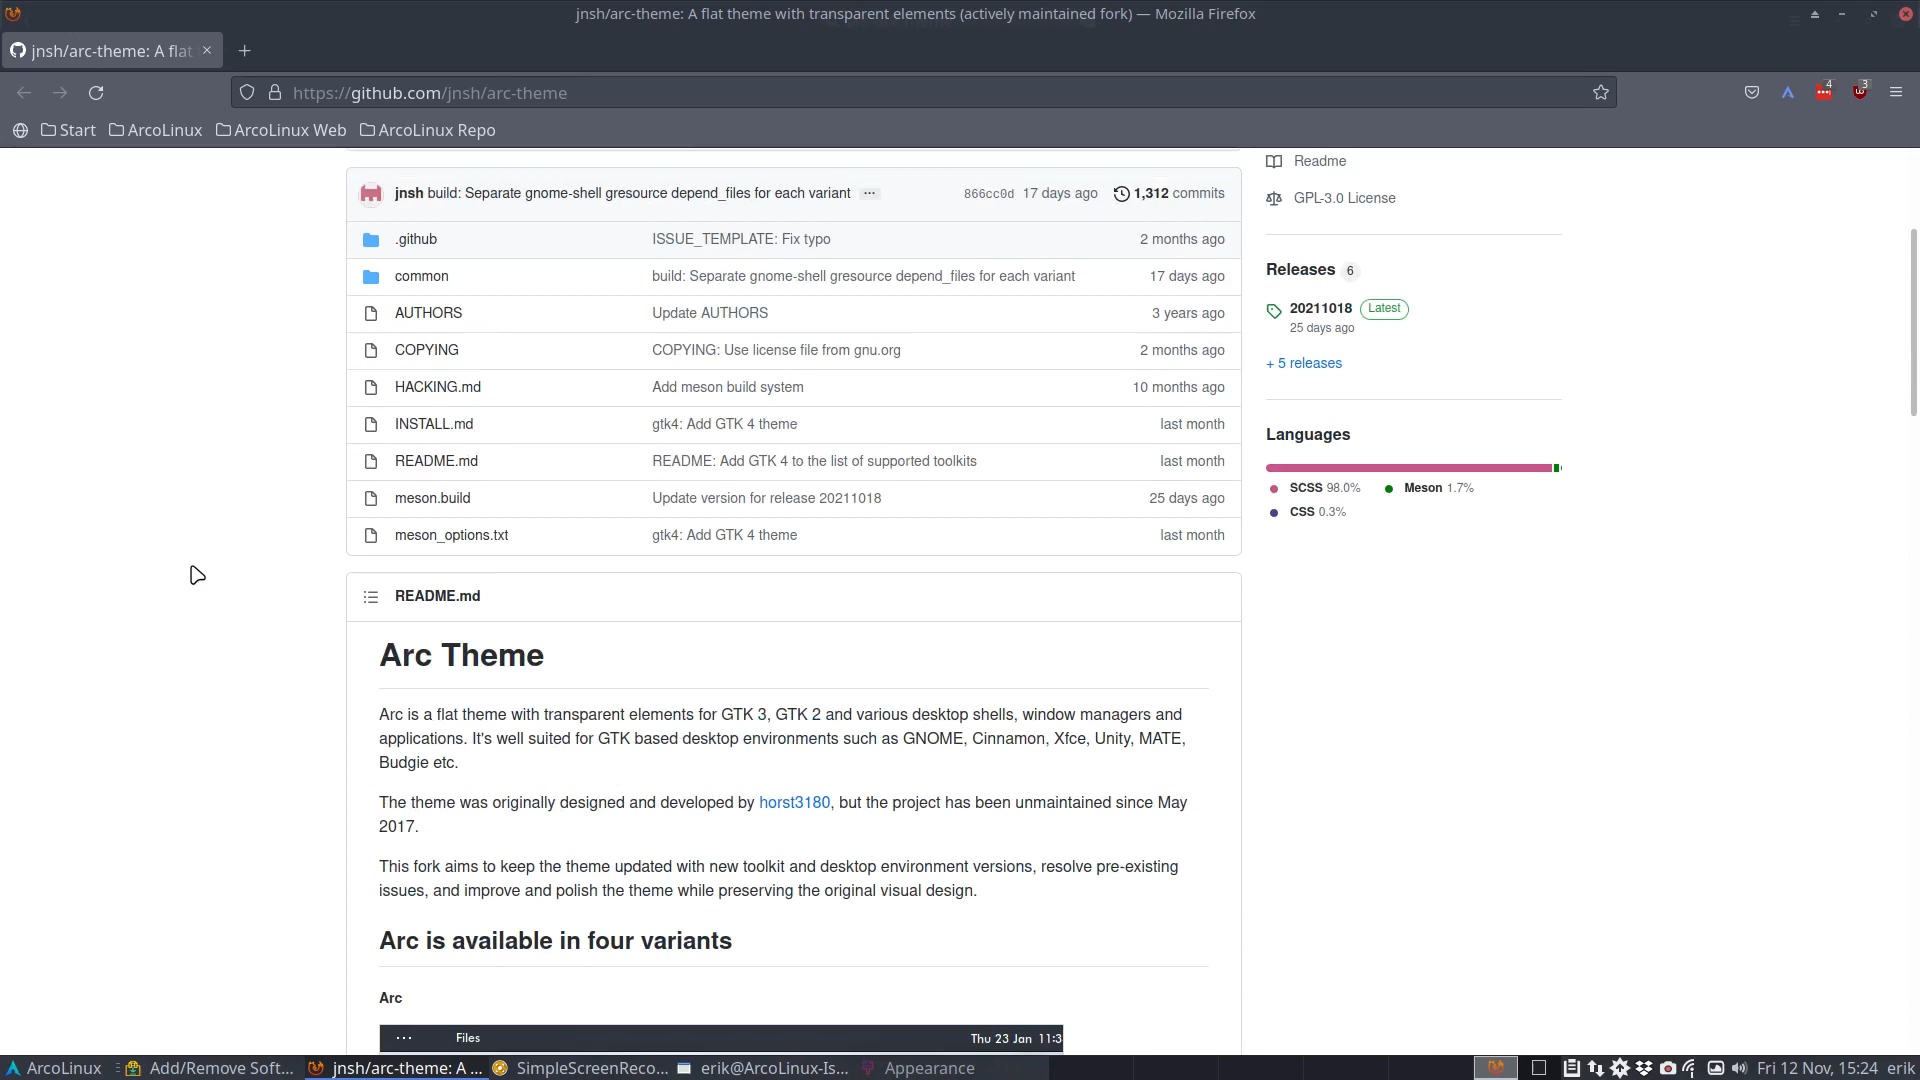 jnsh/arc-theme: A flat theme with transparent elements (actively maintained fork) — Mozilla Firefox
jnsh/arc-theme: A flat
https://github.com/jnsh/arc-theme
4
3
Start
ArcoLinux
ArcoLinux Web
ArcoLinux Repo
jnsh build: Separate gnome-shell gresource depend_files for each variant ··· 866cc0d 17 days ago 1,312 commits
.github ISSUE_TEMPLATE: Fix typo 2 months ago
common build: Separate gnome-shell gresource depend_files for each variant 17 days ago
AUTHORS Update AUTHORS 3 years ago
COPYING COPYING: Use license file from gnu.org 2 months ago
HACKING.md Add meson build system 10 months ago
INSTALL.md gtk4: Add GTK 4 theme last month
README.md README: Add GTK 4 to the list of supported toolkits last month
meson.build Update version for release 20211018 25 days ago
meson_options.txt gtk4: Add GTK 4 theme last month
Readme
GPL-3.0 License
Releases 6
20211018 Latest
25 days ago
+ 5 releases
Languages
SCSS 98.0% Meson 1.7%
CSS 0.3%
README.md
Arc Theme
Arc is a flat theme with transparent elements for GTK 3, GTK 2 and various desktop shells, window managers and
applications. It's well suited for GTK based desktop environments such as GNOME, Cinnamon, Xfce, Unity, MATE,
Budgie etc.
The theme was originally designed and developed by horst3180, but the project has been unmaintained since May
2017.
This fork aims to keep the theme updated with new toolkit and desktop environment versions, resolve pre-existing
issues, and improve and polish the theme while preserving the original visual design.
Arc is available in four variants
Arc
··· Files Thu 23 Jan 11:3
ArcoLinux
Add/Remove Soft...
jnsh/arc-theme: A ...
SimpleScreenReco...
erik@ArcoLinux-Is...
Appearance
Fri 12 Nov, 15:24 erik